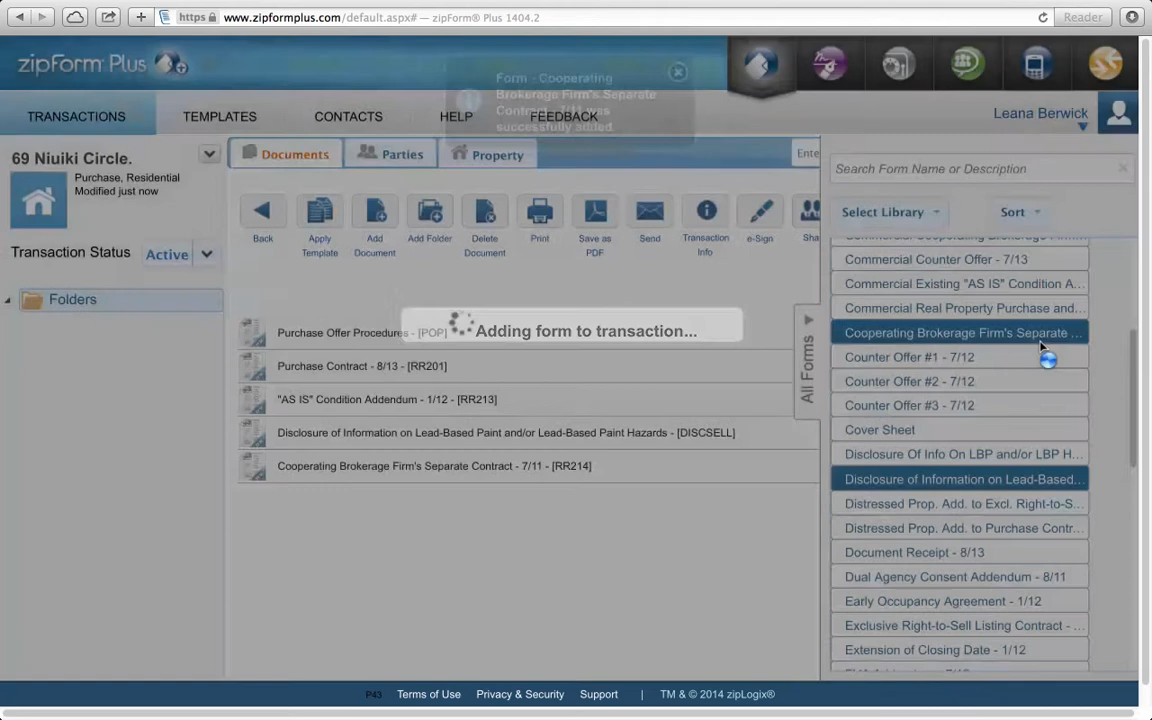 https www.zipformplus.com/default.aspx# — zipForm® Plus 1404.2
Reader
zipForm® Plus
Form - Cooperating
Brokerage Firm's Separate
Contract - 7/11 was
successfully added.
TRANSACTIONS
TEMPLATES
CONTACTS
HELP
FEEDBACK
Leana Berwick
69 Niuiki Circle.
Purchase, Residential
Modified just now
Transaction Status
Active
Folders
Documents
Parties
Property
Ente
Back
Apply
Template
Add
Document
Add Folder
Delete
Document
Print
Save as
PDF
Send
Transaction
Info
e-Sign
Sha
Adding form to transaction...
Purchase Offer Procedures - [POP]
Purchase Contract - 8/13 - [RR201]
"AS IS" Condition Addendum - 1/12 - [RR213]
Disclosure of Information on Lead-Based Paint and/or Lead-Based Paint Hazards - [DISCSELL]
Cooperating Brokerage Firm's Separate Contract - 7/11 - [RR214]
All Forms
Search Form Name or Description
Select Library
Sort
Commercial Cooperating Brokerage Firm...
Commercial Counter Offer - 7/13
Commercial Existing "AS IS" Condition A...
Commercial Real Property Purchase and...
Cooperating Brokerage Firm's Separate ...
Counter Offer #1 - 7/12
Counter Offer #2 - 7/12
Counter Offer #3 - 7/12
Cover Sheet
Disclosure Of Info On LBP and/or LBP H...
Disclosure of Information on Lead-Based...
Distressed Prop. Add. to Excl. Right-to-S...
Distressed Prop. Add. to Purchase Contr...
Document Receipt - 8/13
Dual Agency Consent Addendum - 8/11
Early Occupancy Agreement - 1/12
Exclusive Right-to-Sell Listing Contract - ...
Extension of Closing Date - 1/12
P43
Terms of Use
Privacy & Security
Support
|
TM & © 2014 zipLogix®